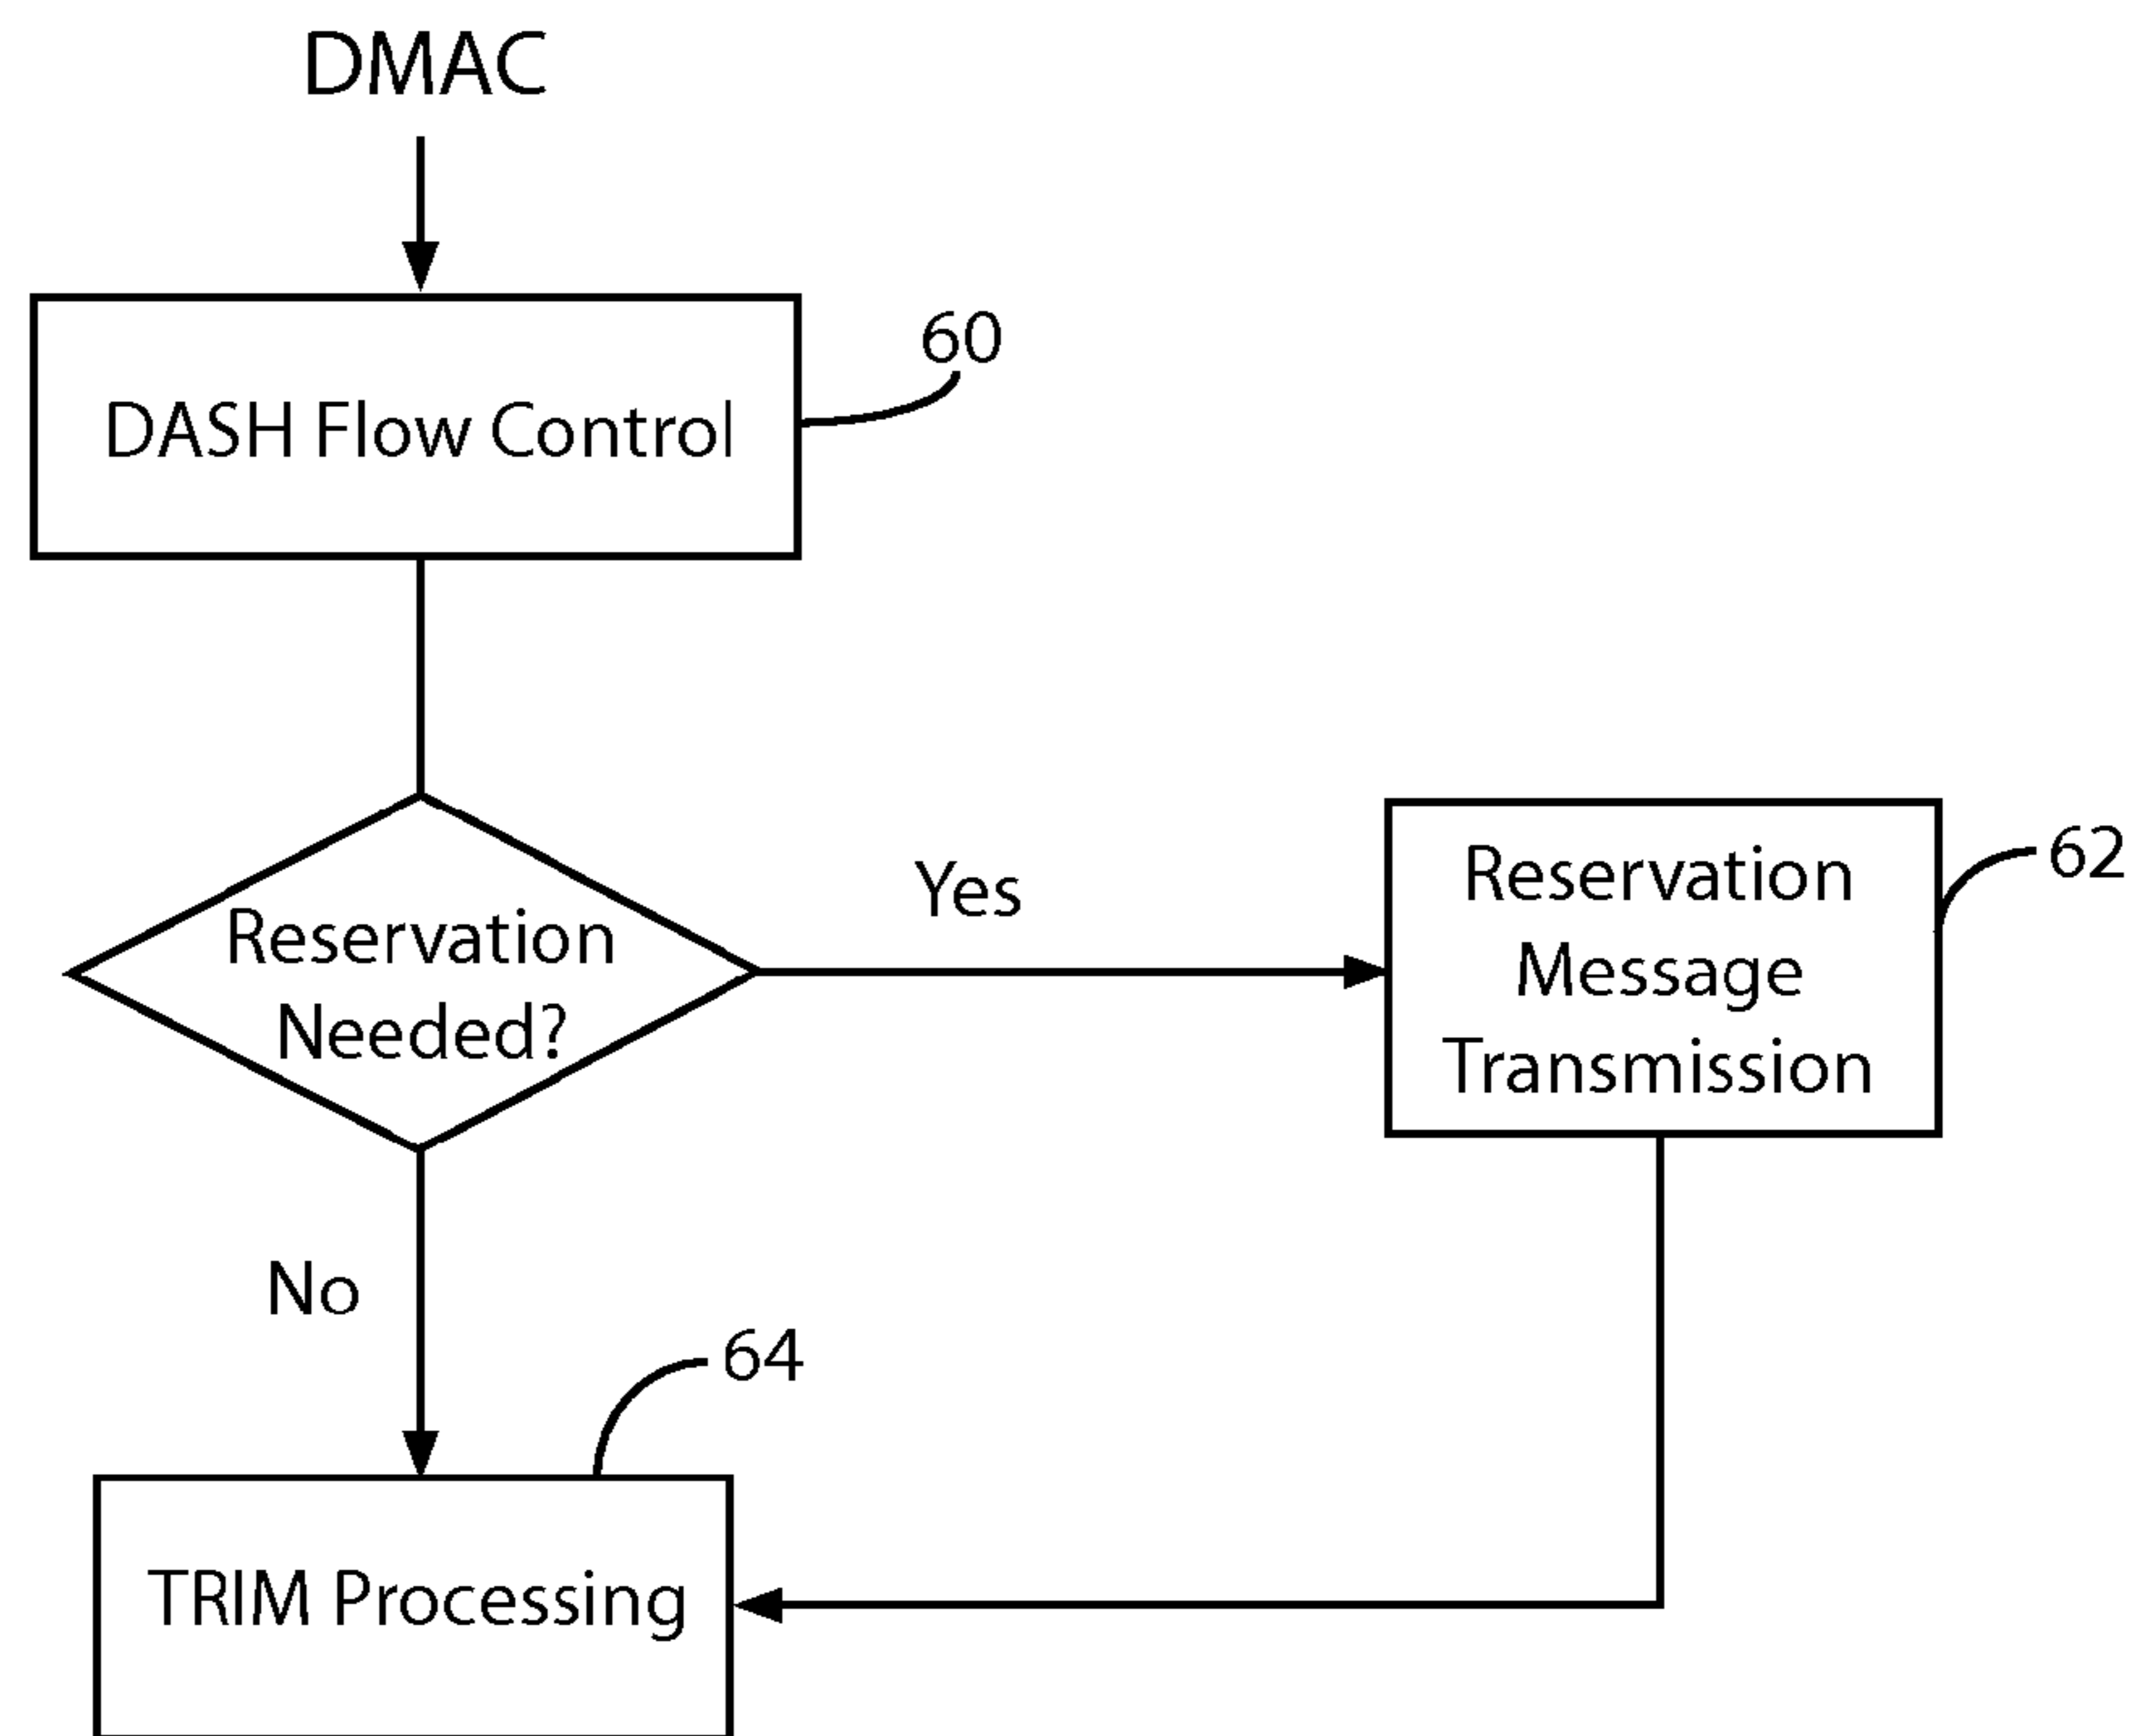 DMAC
DASH Flow Control
60
Reservation
Needed?
Yes
Reservation
Message
Transmission
62
No
64
TRIM Processing